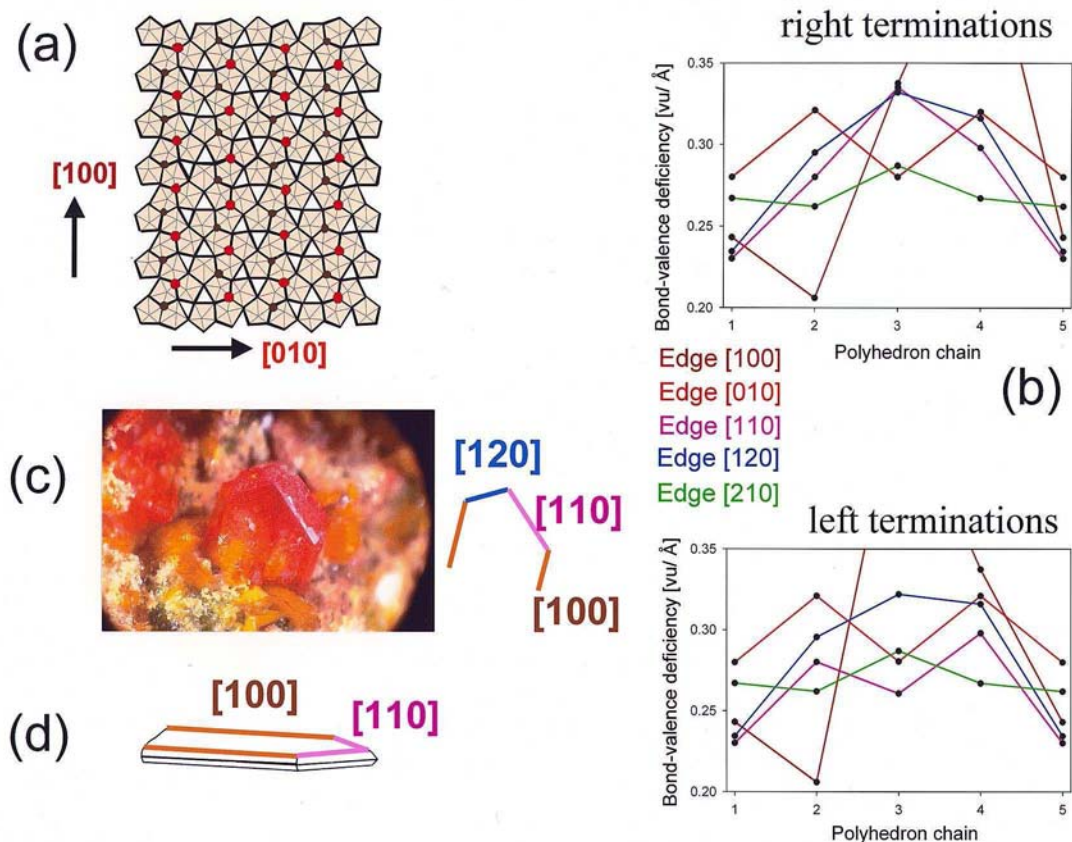 (a)
[100]
[010]
right terminations
Bond-valence deficiency [vu/ Å]
0.35
0.30
0.25
0.20
1 2 3 4 5
Polyhedron chain
Edge [100]
Edge [010]
Edge [110]
Edge [120]
Edge [210]
(b)
(c)
[120]
[110]
[100]
left terminations
Bond-valence deficiency [vu/ Å]
0.35
0.30
0.25
0.20
1 2 3 4 5
Polyhedron chain
(d)
[100]
[110]